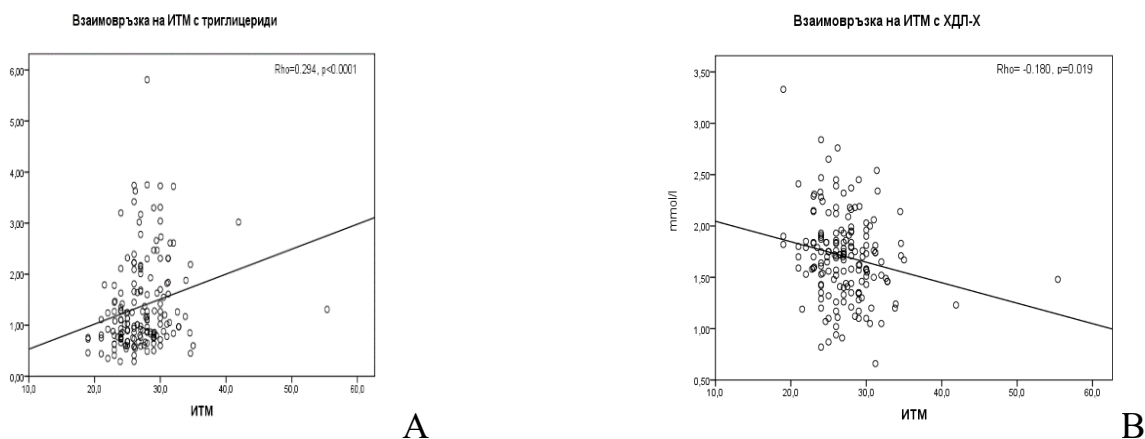 Взаимовръзка на ИТМ с триглицериди
Rho=0.294, p<0.0001
6,00
5,00
4,00
3,00
2,00
1,00
0,00
10,0 20,0 30,0 40,0 50,0 60,0
ИТМ
A
Взаимовръзка на ИТМ с ХДЛ-Х
Rho= -0.180, p=0.019
mmol/l
3,50
3,00
2,50
2,00
1,50
1,00
0,50
10,0 20,0 30,0 40,0 50,0 60,0
ИТМ
B